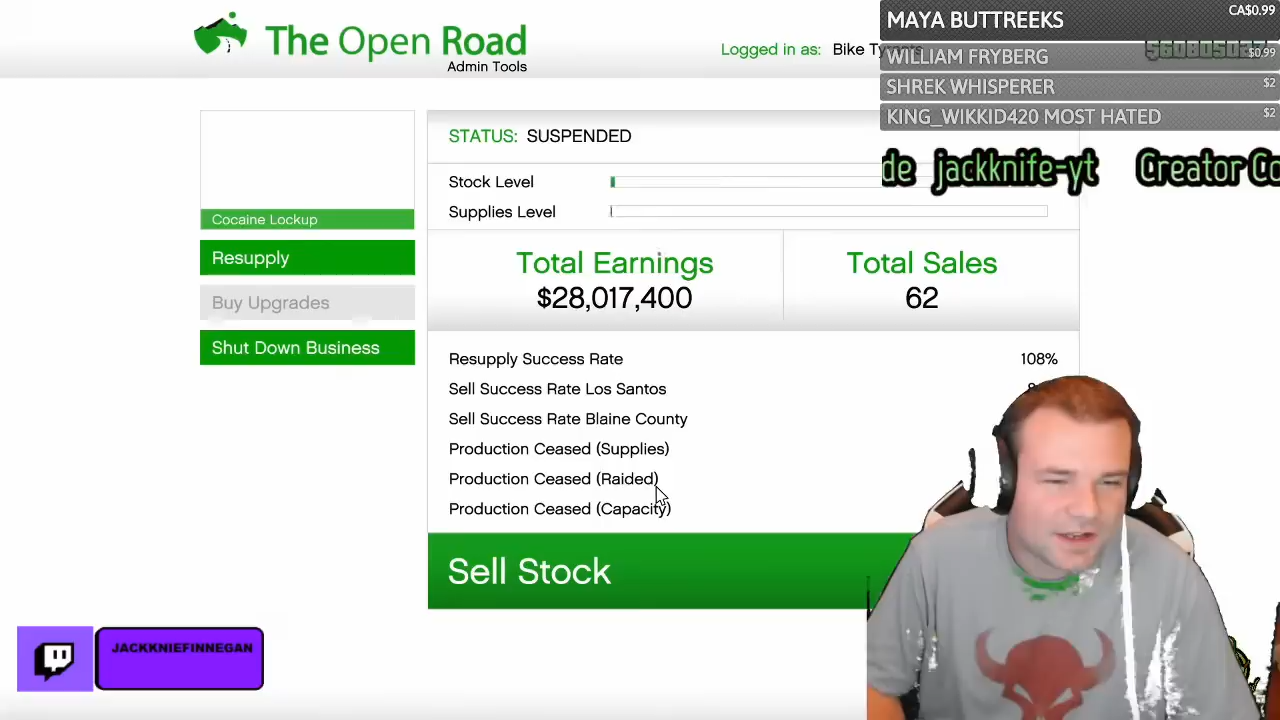 The Open Road
Admin Tools
Logged in as: Bike
MAYA BUTTREEKS CA$0.99
WILLIAM FRYBERG $0.99
SHREK WHISPERER $2
KING_WIKKID420 MOST HATED $2
de jackknife-yt Creator Co
STATUS: SUSPENDED
Stock Level
Supplies Level
Cocaine Lockup
Resupply
Buy Upgrades
Shut Down Business
Total Earnings
$28,017,400
Total Sales
62
Resupply Success Rate 108%
Sell Success Rate Los Santos
Sell Success Rate Blaine County
Production Ceased (Supplies)
Production Ceased (Raided)
Production Ceased (Capacity)
Sell Stock
JACKKNIEFINNEGAN